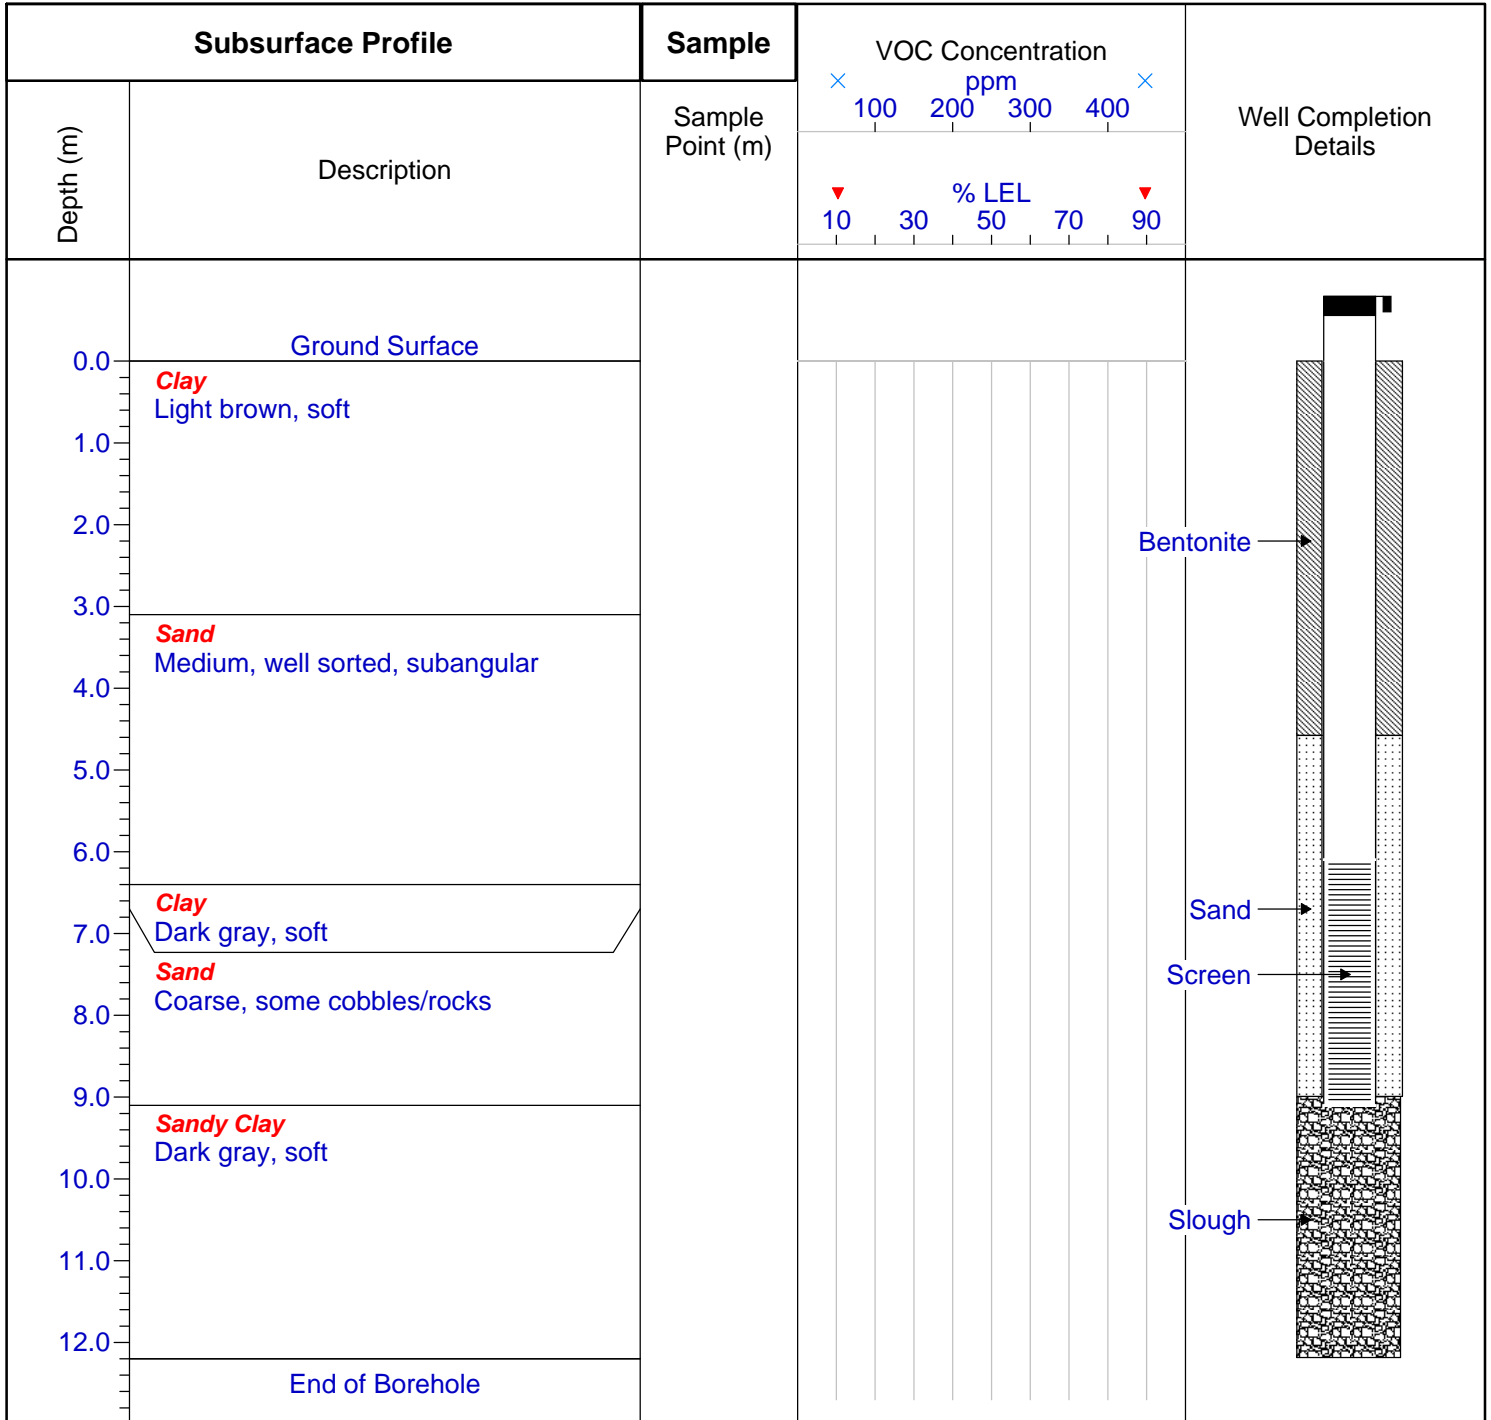 Subsurface Profile
Sample
VOC Concentration
ppm
100 200 300 400
% LEL
10 30 50 70 90
Well Completion
Details
Depth (m)
Description
Sample
Point (m)
Ground Surface
0.0
Clay
Light brown, soft
1.0
2.0
Bentonite
3.0
Sand
Medium, well sorted, subangular
4.0
5.0
6.0
Clay
Dark gray, soft
7.0
Sand
Sand
Coarse, some cobbles/rocks
Screen
8.0
9.0
Sandy Clay
Dark gray, soft
10.0
Slough
11.0
12.0
End of Borehole